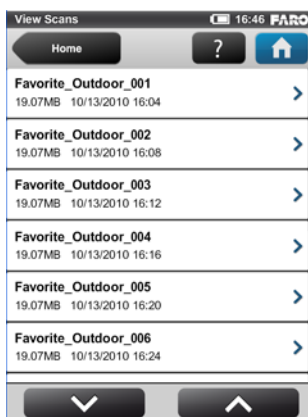 View Scans 16:46 FARO
Home ?
Favorite_Outdoor_001
19.07MB 10/13/2010 16:04
Favorite_Outdoor_002
19.07MB 10/13/2010 16:08
Favorite_Outdoor_003
19.07MB 10/13/2010 16:12
Favorite_Outdoor_004
19.07MB 10/13/2010 16:16
Favorite_Outdoor_005
19.07MB 10/13/2010 16:20
Favorite_Outdoor_006
19.07MB 10/13/2010 16:24